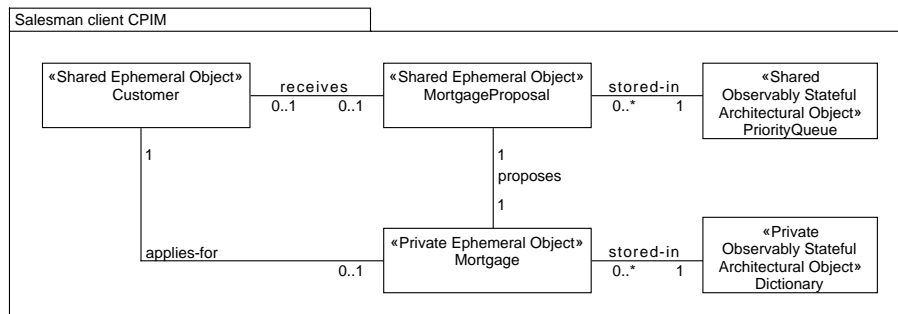 Salesman client CPIM
«Shared Ephemeral Object»
Customer
receives
0..1
0..1
«Shared Ephemeral Object»
MortgageProposal
stored-in
0..*
1
«Shared
Observably Stateful
Architectural Object»
PriorityQueue
1
1
proposes
1
applies-for
0..1
«Private Ephemeral Object»
Mortgage
stored-in
0..*
1
«Private
Observably Stateful
Architectural Object»
Dictionary